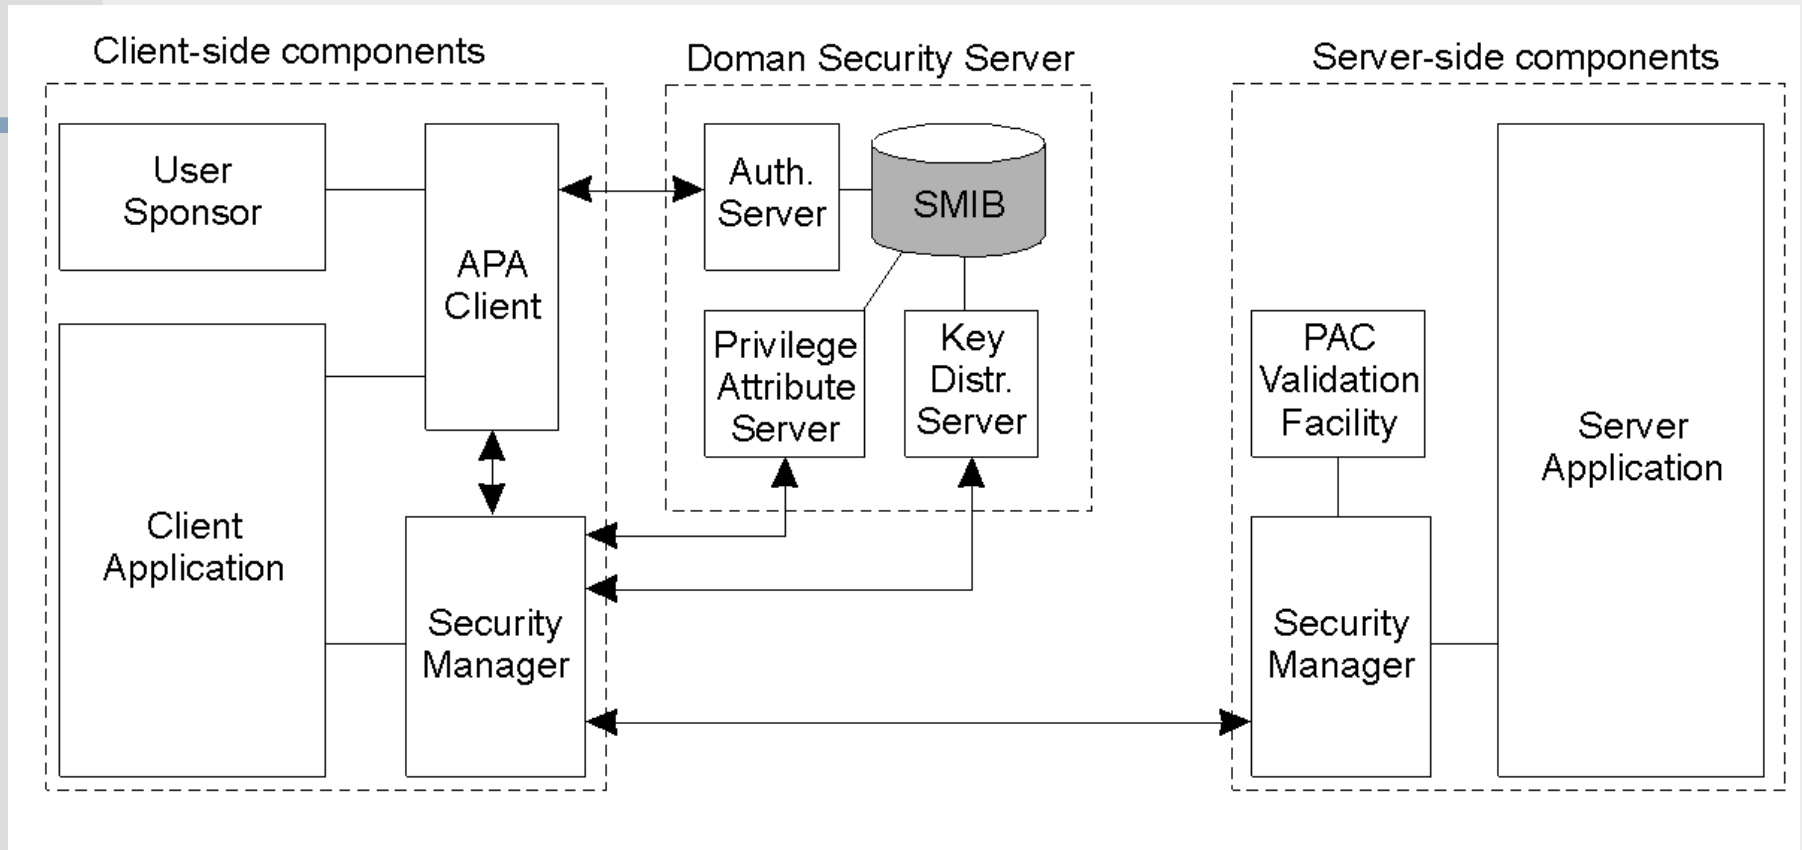 Client-side components
Doman Security Server
Server-side components
User
Sponsor
APA
Client
Auth.
Server
SMIB
Client
Application
Security
Manager
Privilege
Attribute
Server
Key
Distr.
Server
PAC
Validation
Facility
Security
Manager
Server
Application